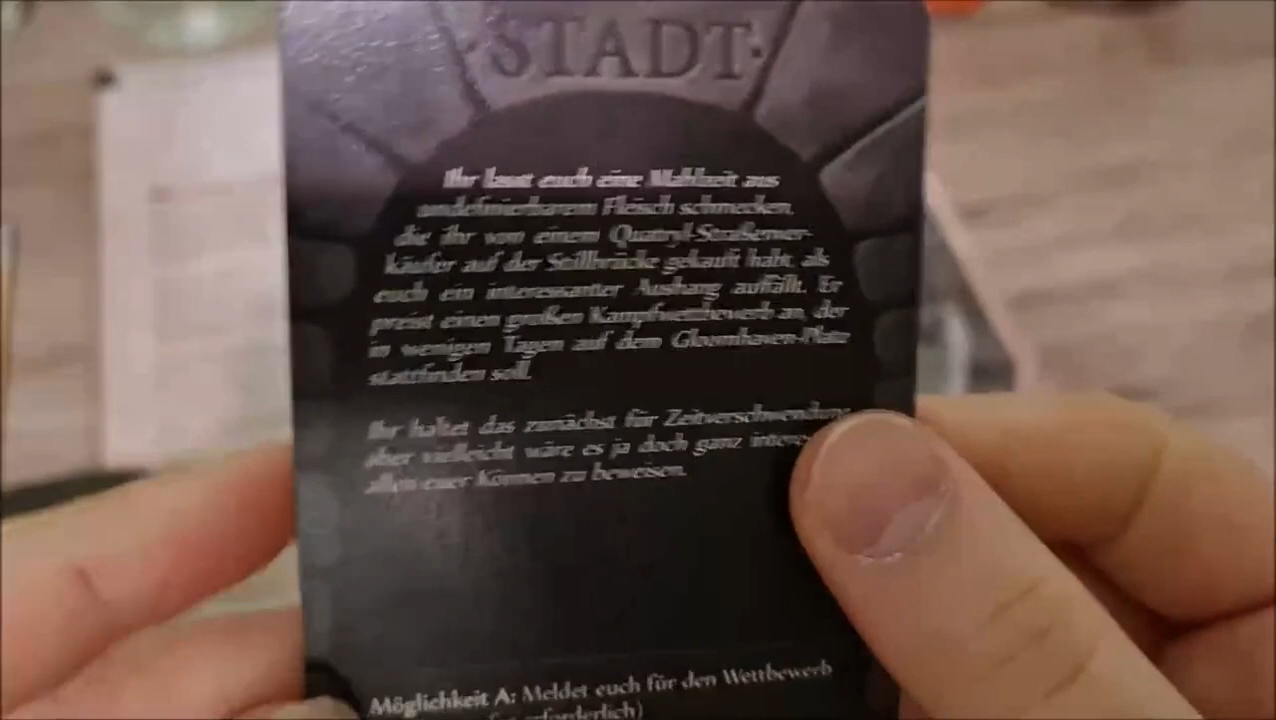 ·STADT·
Ihr lasst euch eine Mahlzeit aus
undefinierbarem Fleisch schmecken,
die ihr von einem Quatryl-Straßenver-
käufer auf der Stillbrücke gekauft habt, als
euch ein interessanter Aushang auffällt. Er
preist einen großen Kampfwettbewerb an, der
in wenigen Tagen auf dem Gloomhaven-Platz
stattfinden soll.
Ihr haltet das zunächst für Zeitverschwendung,
aber vielleicht wäre es ja doch ganz
allen euer Können zu beweisen.
Möglichkeit A: Meldet euch für den Wettbewerb
erforderlich)